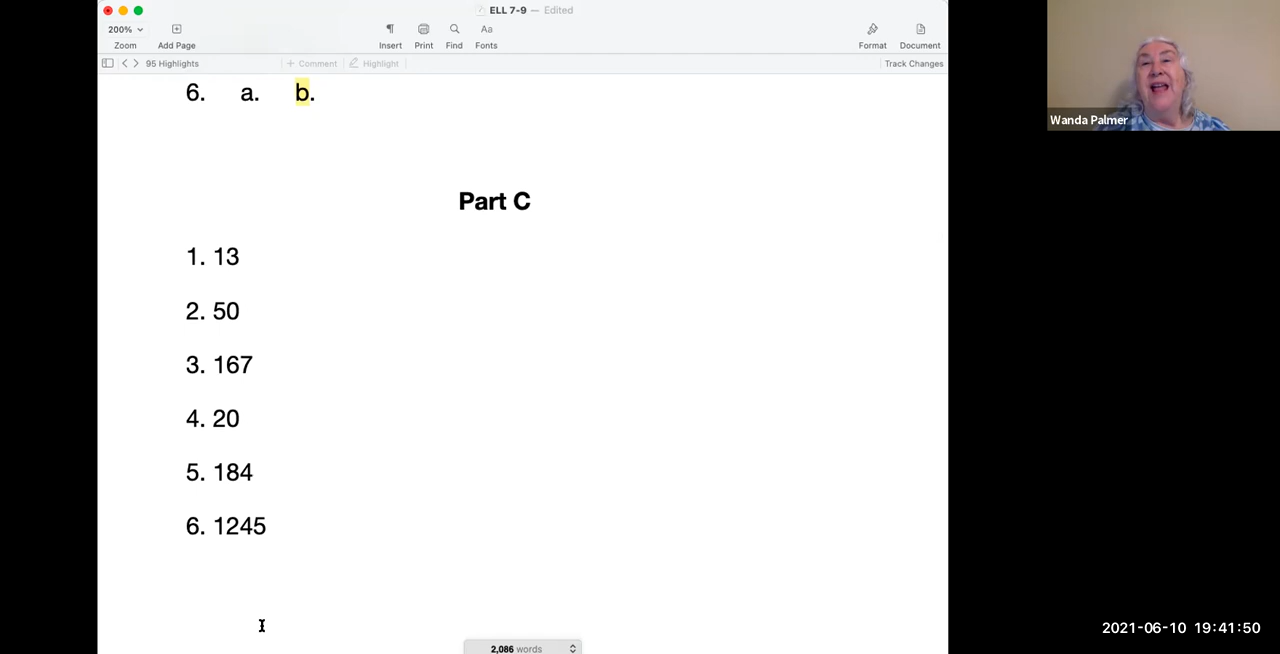 ELL 7-9 — Edited
200%
Zoom
Add Page
Insert
Print
Find
Aa
Fonts
Format
Document
95 Highlights
+ Comment
Highlight
Track Changes
6. a. b.
Part C
1. 13
2. 50
3. 167
4. 20
5. 184
6. 1245
2,086 words
Wanda Palmer
2021-06-10 19:41:50